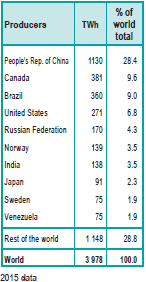 Producers TWh % of world total
People's Rep. of China 1130 28.4
Canada 381 9.6
Brazil 360 9.0
United States 271 6.8
Russian Federation 170 4.3
Norway 139 3.5
India 138 3.5
Japan 91 2.3
Sweden 75 1.9
Venezuela 75 1.9
Rest of the world 1 148 28.8
World 3 978 100.0
2015 data